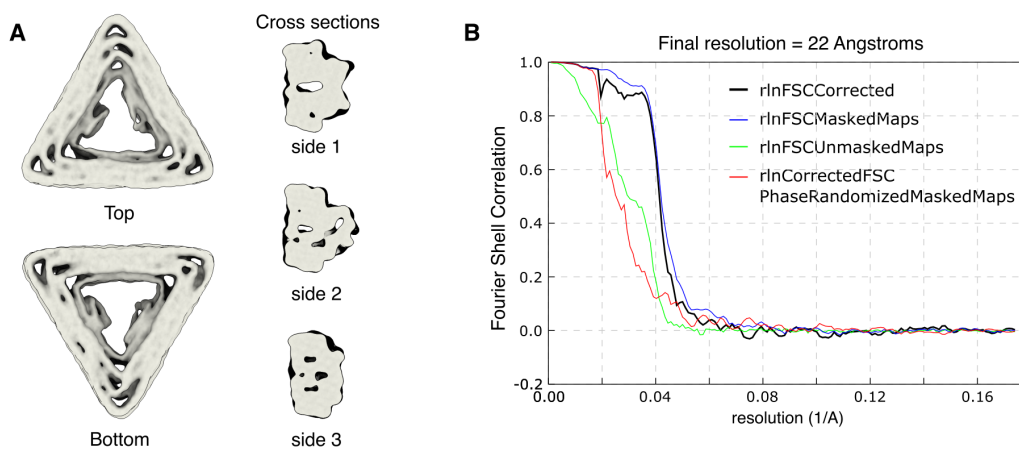 A
Cross sections
side 1
Top
side 2
Bottom
side 3
B
Final resolution = 22 Angstroms
Fourier Shell Correlation
1.0
0.8
0.6
0.4
0.2
0.0
-0.2
rlnFSCCorrected
rlnFSCMaskedMaps
rlnFSCUnmaskedMaps
rlnCorrectedFSC
PhaseRandomizedMaskedMaps
0.00 0.04 0.08 0.12 0.16
resolution (1/A)